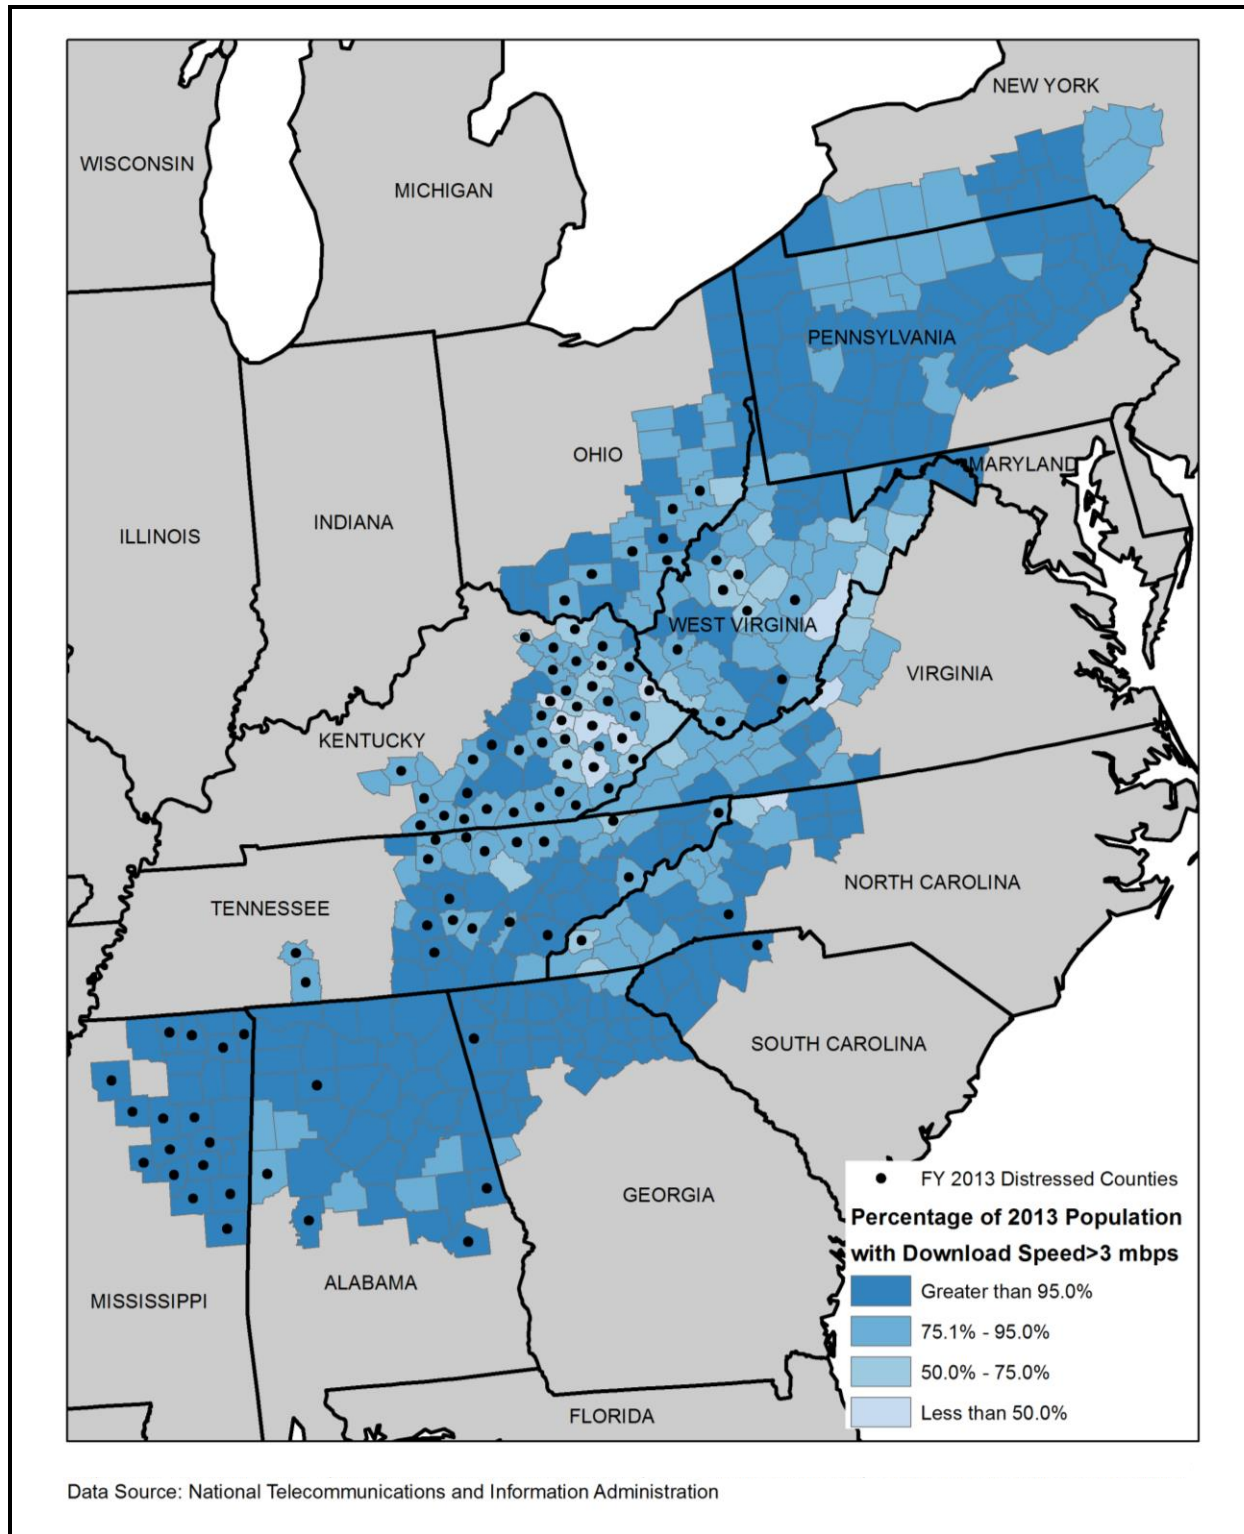 NEW YORK
WISCONSIN
MICHIGAN
PENNSYLVANIA
OHIO
MARYLAND
ILLINOIS
INDIANA
WEST VIRGINIA
VIRGINIA
KENTUCKY
NORTH CAROLINA
TENNESSEE
SOUTH CAROLINA
GEORGIA
ALABAMA
MISSISSIPPI
FLORIDA
FY 2013 Distressed Counties
Percentage of 2013 Population
with Download Speed>3 mbps
Greater than 95.0%
75.1% - 95.0%
50.0% - 75.0%
Less than 50.0%
Data Source: National Telecommunications and Information Administration